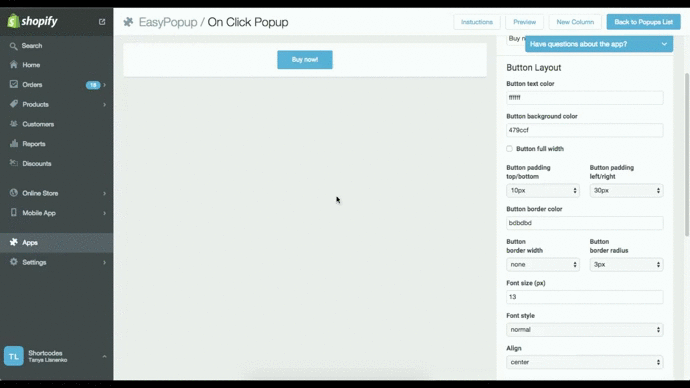 shopify
EasyPopup / On Click Popup
Instuctions
Preview
New Column
Back to Popups List
Search
Home
Orders
18
Products
Customers
Reports
Discounts
Online Store
Mobile App
Apps
Settings
TL
Shortcodes
Tanya Lisnenko
Buy now!
Buy n
Have questions about the app?
Button Layout
Button text color
ffffff
Button background color
479ccf
Button full width
Button padding
top/bottom
10px
Button padding
left/right
30px
Button border color
bdbdbd
Button
border width
none
Button
border radius
3px
Font size (px)
13
Font style
normal
Align
center